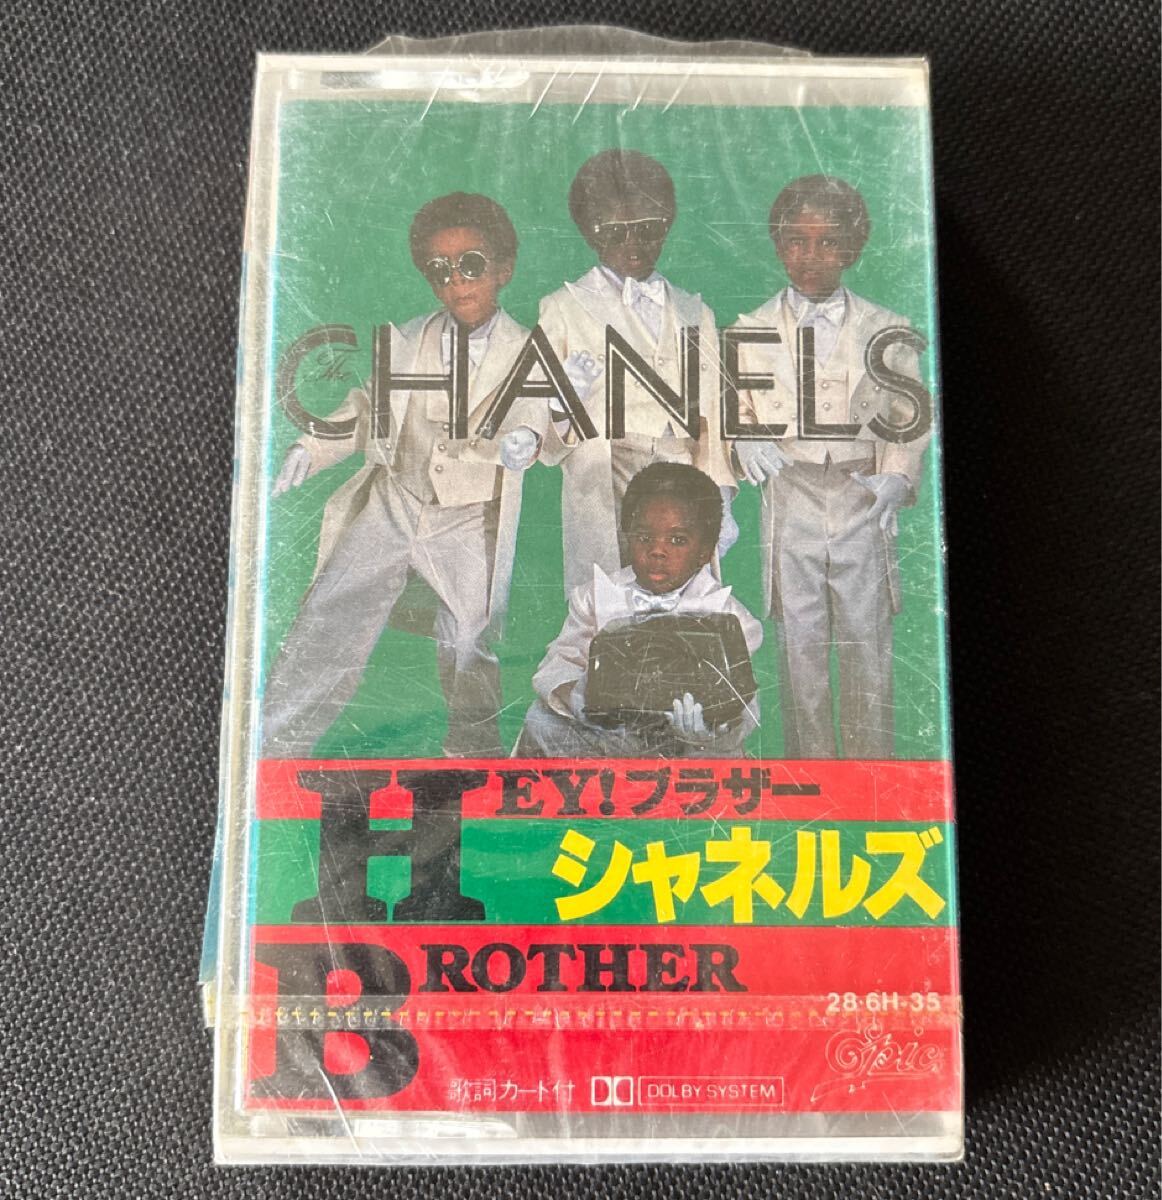 The CHANELS
HEY!ブラザー
シャネルズ
BROTHER
28·6H-35
Epic
歌詞カード付 DOLBY SYSTEM